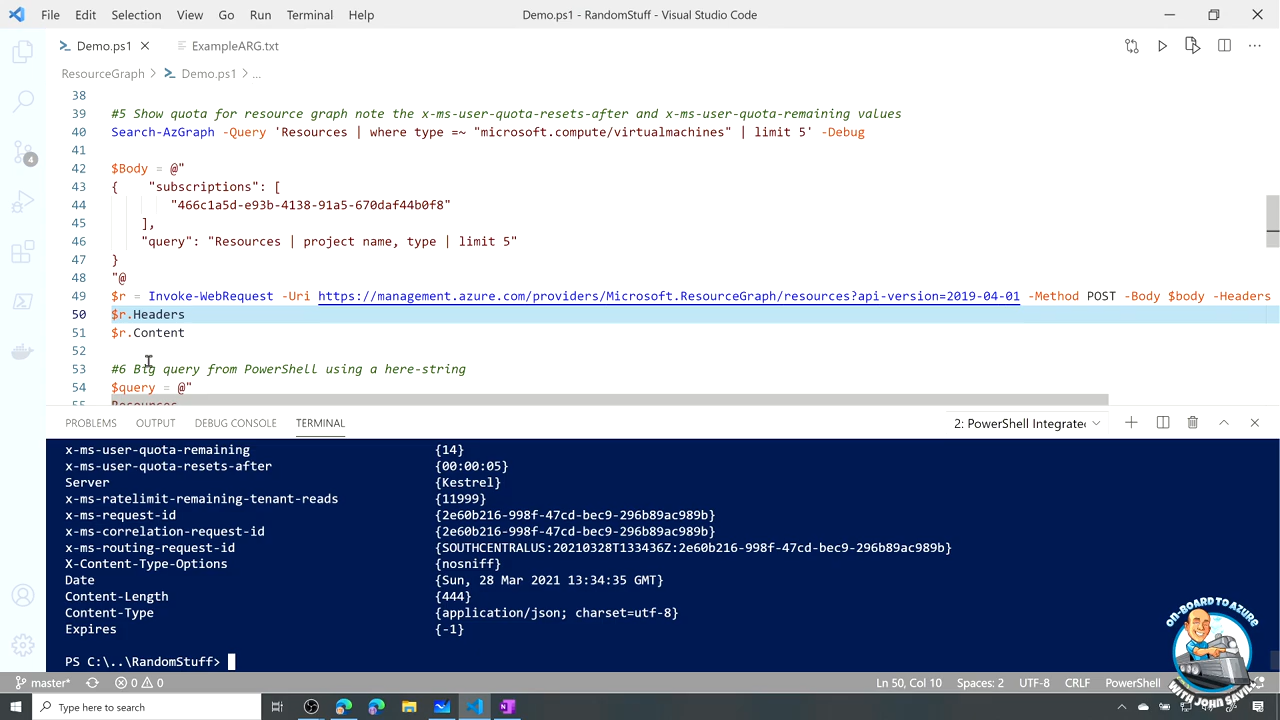 File Edit Selection View Go Run Terminal Help Demo.ps1 - RandomStuff - Visual Studio Code
Demo.ps1 ExampleARG.txt
ResourceGraph > Demo.ps1 > ...
38
39 #5 Show quota for resource graph note the x-ms-user-quota-resets-after and x-ms-user-quota-remaining values
40 Search-AzGraph -Query 'Resources | where type =~ "microsoft.compute/virtualmachines" | limit 5' -Debug
41
42 $Body = @"
43 { "subscriptions": [
44 "466c1a5d-e93b-4138-91a5-670daf44b0f8"
45 ],
46 "query": "Resources | project name, type | limit 5"
47 }
48 "@
49 $r = Invoke-WebRequest -Uri https://management.azure.com/providers/Microsoft.ResourceGraph/resources?api-version=2019-04-01 -Method POST -Body $body -Headers
50 $r.Headers
51 $r.Content
52
53 #6 Big query from PowerShell using a here-string
54 $query = @"
55 Resources
PROBLEMS OUTPUT DEBUG CONSOLE TERMINAL 2: PowerShell Integrate
x-ms-user-quota-remaining {14}
x-ms-user-quota-resets-after {00:00:05}
Server {Kestrel}
x-ms-ratelimit-remaining-tenant-reads {11999}
x-ms-request-id {2e60b216-998f-47cd-bec9-296b89ac989b}
x-ms-correlation-request-id {2e60b216-998f-47cd-bec9-296b89ac989b}
x-ms-routing-request-id {SOUTHCENTRALUS:20210328T133436Z:2e60b216-998f-47cd-bec9-296b89ac989b}
X-Content-Type-Options {nosniff}
Date {Sun, 28 Mar 2021 13:34:35 GMT}
Content-Length {444}
Content-Type {application/json; charset=utf-8}
Expires {-1}
PS C:\..\RandomStuff>
ON-BOARD TO AZURE
WITH JOHN SAVILL
master* 0 0 Ln 50, Col 10 Spaces: 2 UTF-8 CRLF PowerShell
Type here to search
4